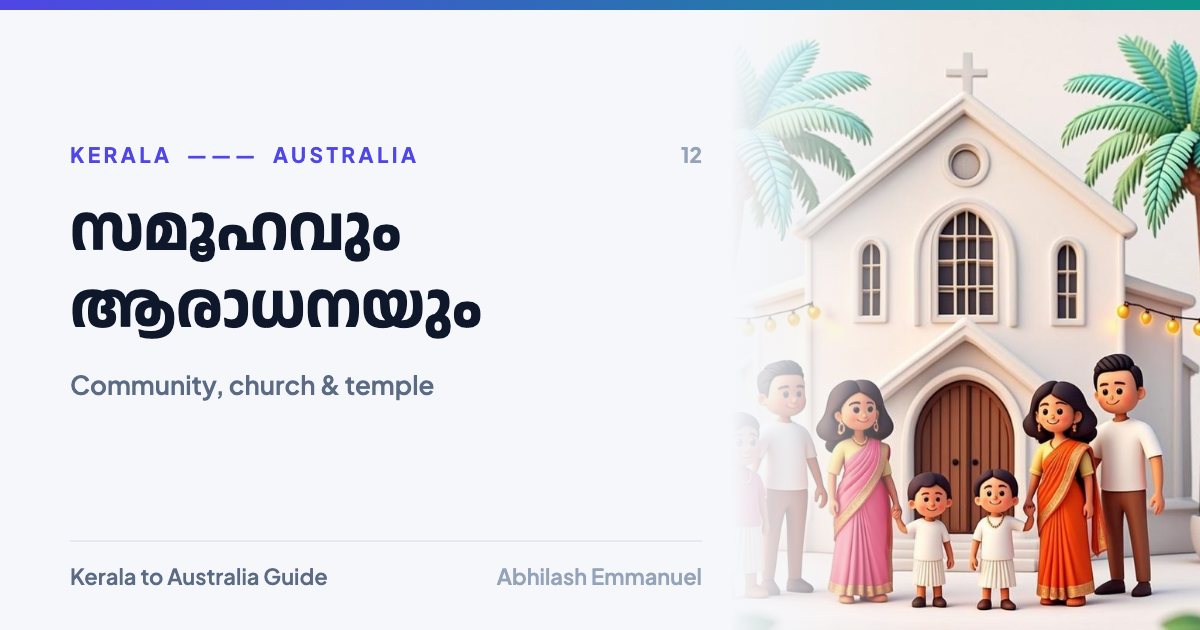 KERALA ——— AUSTRALIA 12
സമൂഹവും
ആരാധനയും
Community, church & temple
Kerala to Australia Guide Abhilash Emmanuel